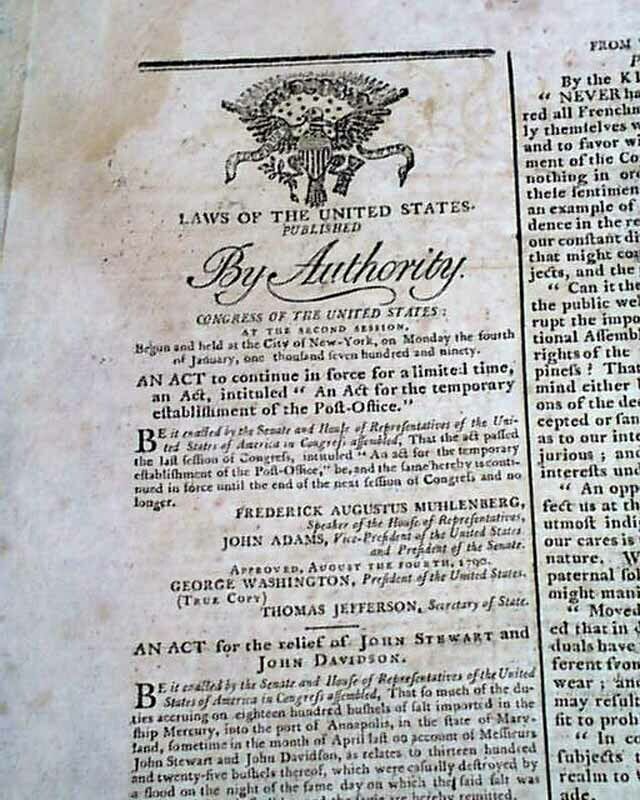 LAWS OF THE UNITED STATES.
PUBLISHED
By Authority.
CONGRESS OF THE UNITED STATES:
AT THE SECOND SESSION,
Begun and held at the City of New-York, on Monday the fourth
of January, one thouſand ſeven hundred and ninety.
AN ACT to continue in force for a limited time,
an Act, intituled “ An Act for the temporary
eſtabliſhment of the Poſt-Office.”
BE it enacted by the Senate and Houſe of Repreſentatives of the Uni-
ted States of America in Congreſs aſſembled, That the act paſſed
the laſt ſeſſion of Congreſs, intituled “ An act for the temporary
eſtabliſhment of the Poſt-Office,” be, and the ſame hereby is conti-
nued in force until the end of the next ſeſſion of Congreſs and no
longer.
FREDERICK AUGUSTUS MUHLENBERG,
Speaker of the Houſe of Repreſentatives,
JOHN ADAMS, Vice-Preſident of the United States
and Preſident of the Senate.
APPROVED, AUGUST THE FOURTH, 1790.
GEORGE WASHINGTON, Preſident of the United States.
(TRUE COPY)
THOMAS JEFFERSON, Secretary of State.
AN ACT for the relief of JOHN STEWART and
JOHN DAVIDSON.
BE it enacted by the Senate and Houſe of Repreſentatives of the United
States of America in Congreſs aſſembled, That ſo much of the du-
ties accruing on eighteen hundred buſhels of ſalt imported in the
ſhip Mercury, into the port of Annapolis, in the ſtate of Mary-
land, ſometime in the month of April laſt on account of Meſſieurs
John Stewart and John Davidſon, as relates to thirteen hundred
and twenty-five buſhels thereof, which were caſually deſtroyed by
a flood on the night of the ſame day on which the ſaid ſalt was
the ſame are hereby remitted.
FROM
By the K
“ NEVER ha
red all Frenchm
ly themſelves w
and to favor wi
ment of the Co
nothing in ord
theſe ſentiment
an example of
dence in the re
our conſtant di
that might con
jects, and the
“ Can it the
the public wel
rupt the impo
tional Aſſembl
rights of the
pineſs ? That
mind either b
ons of the dec
cepted or ſan
as to our int
jurious ; and
intereſts und
“ An opp
fect us at th
utmoſt indi
our cares is
nature. W
paternal ſol
might mani
“ Moved
ed that in d
duals have
ferent from
wear ; and
may reſult
fit to prob
“ In co
ſubjects t
realm to
ade.